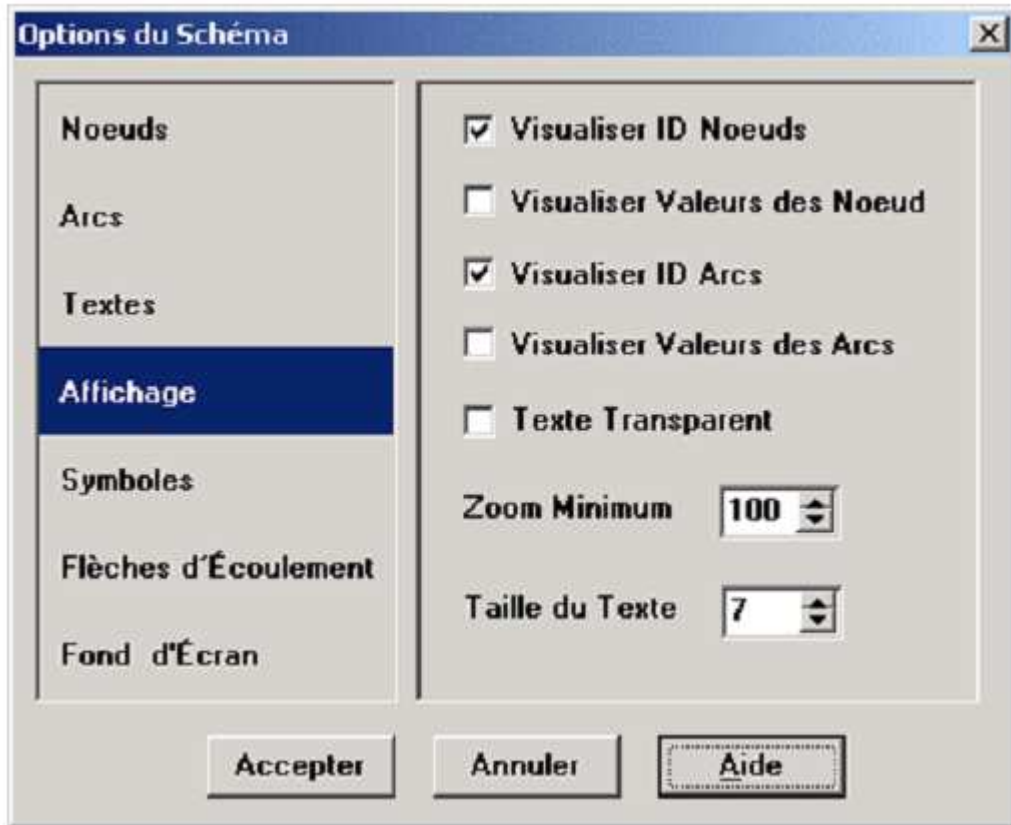 Options du Schéma
Noeuds
Arcs
Textes
Affichage
Symboles
Flèches d´Écoulement
Fond d'Écran
Visualiser ID Noeuds
Visualiser Valeurs des Noeud
Visualiser ID Arcs
Visualiser Valeurs des Arcs
Texte Transparent
Zoom Minimum 100
Taille du Texte 7
Accepter Annuler Aide